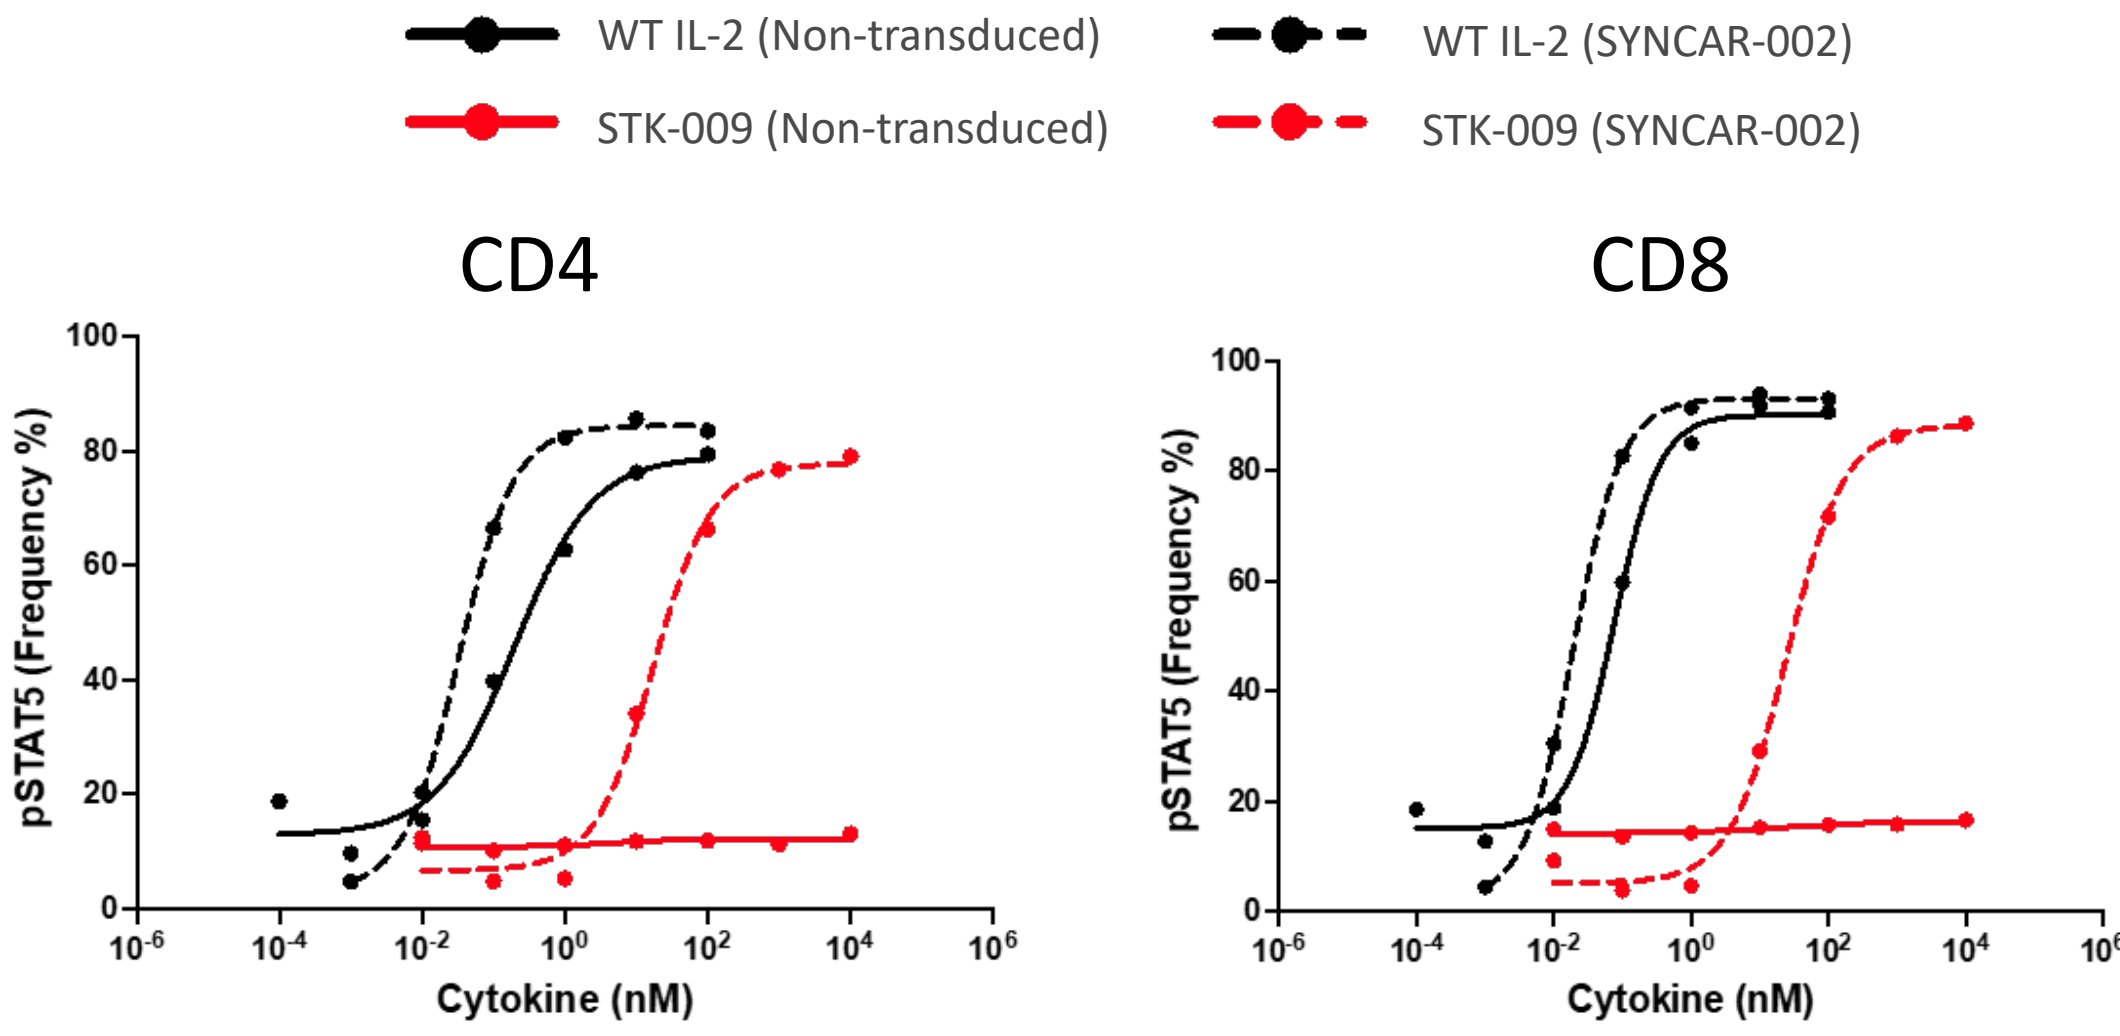 WT IL-2 (Non-transduced)
WT IL-2 (SYNCAR-002)
STK-009 (Non-transduced)
STK-009 (SYNCAR-002)
CD4
CD8
pSTAT5 (Frequency %)
100
80
60
40
20
0
10-6
10-4
10-2
100
102
104
106
Cytokine (nM)
pSTAT5 (Frequency %)
100
80
60
40
20
0
10-6
10-4
10-2
100
102
104
106
Cytokine (nM)